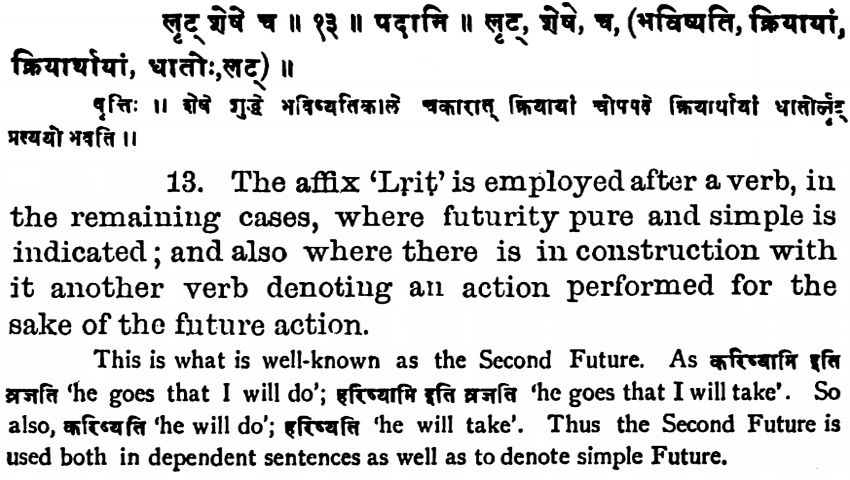 लृट् शेषे च ॥ १३ ॥ पदानि ॥ लृट्, शेषे, च, (भविष्यति, क्रियायां,
क्रियार्थायां, धातोः,लट्) ॥
वृत्तिः ॥ शेषे शुद्धे भविष्यतिकाले चकारात् क्रियायां चोपपदे क्रियार्थायां धातोर्लृट्
प्रत्ययो भवति ॥
13. The affix ‘Lṛiṭ’ is employed after a verb, in
the remaining cases, where futurity pure and simple is
indicated; and also where there is in construction with
it another verb denoting an action performed for the
sake of the future action.
This is what is well-known as the Second Future. As करिष्यामि इति
व्रजति ‘he goes that I will do’; हरिष्यामि इति व्रजति ‘he goes that I will take’. So
also, करिष्यति ‘he will do’; हरिष्यति ‘he will take’. Thus the Second Future is
used both in dependent sentences as well as to denote simple Future.